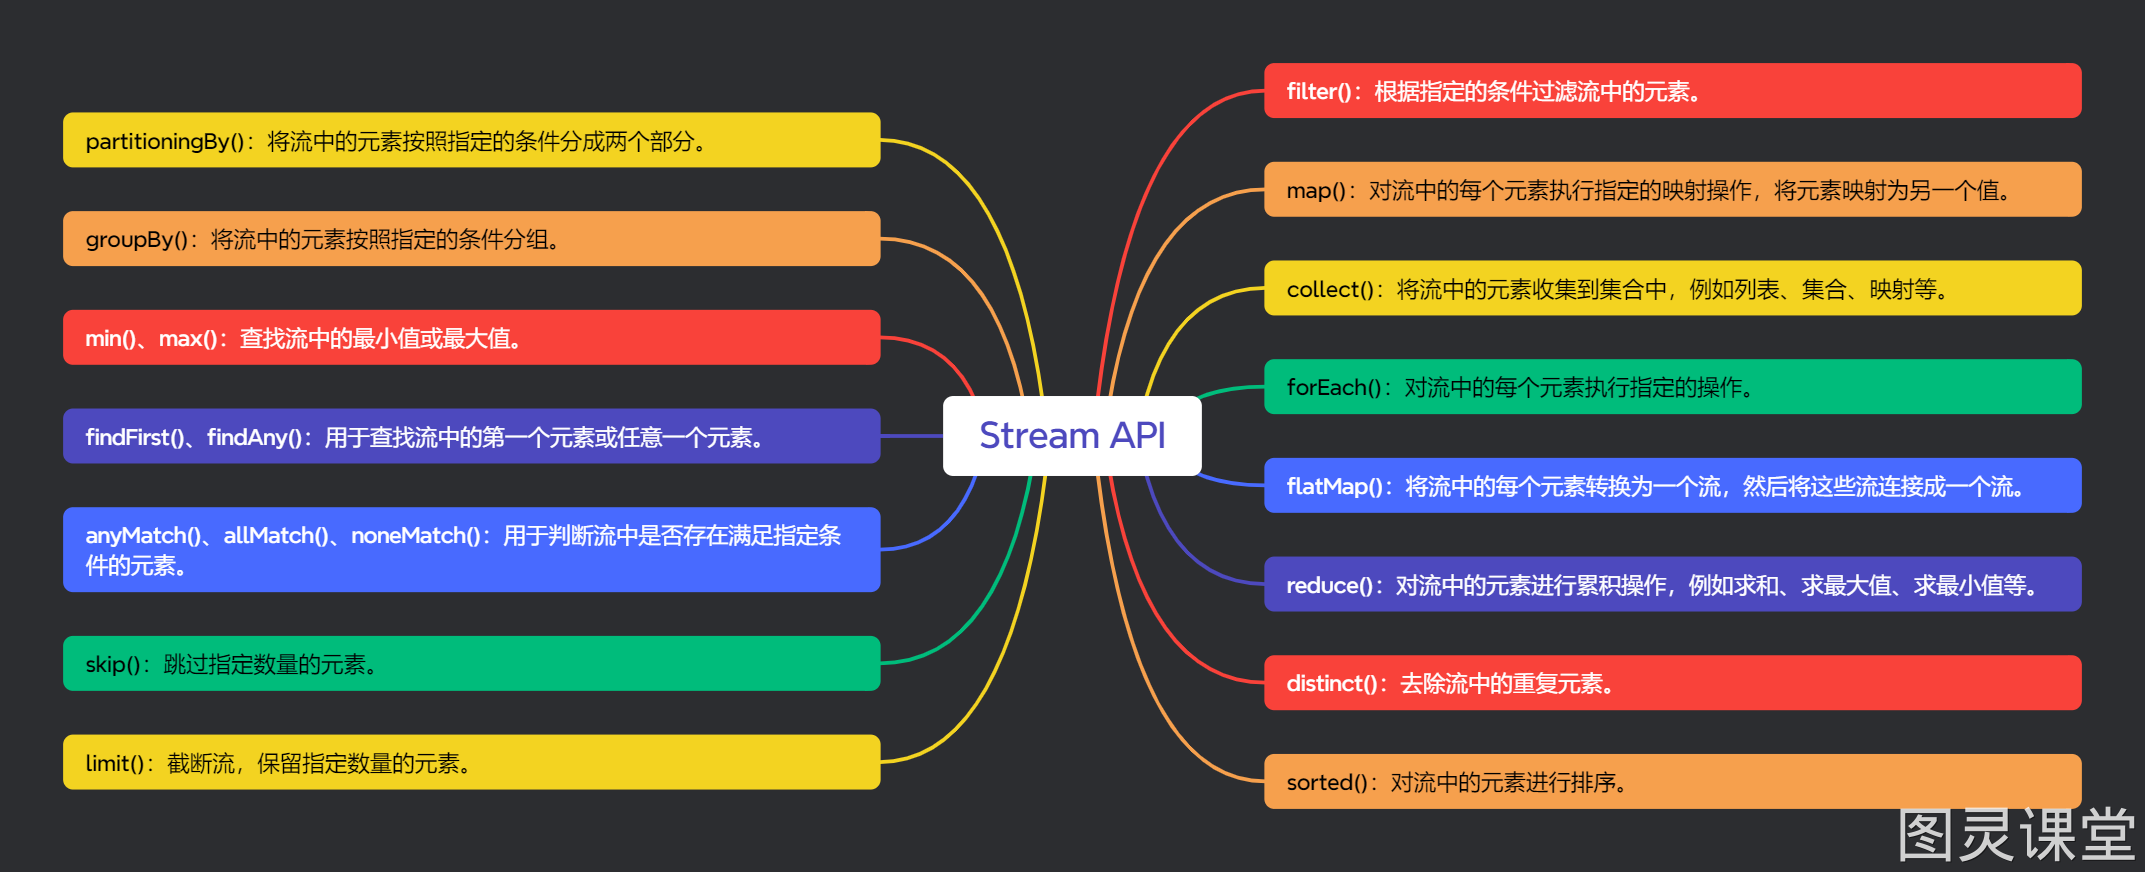 partitioningBy()：将流中的元素按照指定的条件分成两个部分。
groupBy()：将流中的元素按照指定的条件分组。
min()、max()：查找流中的最小值或最大值。
findFirst()、findAny()：用于查找流中的第一个元素或任意一个元素。
anyMatch()、allMatch()、noneMatch()：用于判断流中是否存在满足指定条
件的元素。
skip()：跳过指定数量的元素。
limit()：截断流，保留指定数量的元素。
Stream API
filter()：根据指定的条件过滤流中的元素。
map()：对流中的每个元素执行指定的映射操作，将元素映射为另一个值。
collect()：将流中的元素收集到集合中，例如列表、集合、映射等。
forEach()：对流中的每个元素执行指定的操作。
flatMap()：将流中的每个元素转换为一个流，然后将这些流连接成一个流。
reduce()：对流中的元素进行累积操作，例如求和、求最大值、求最小值等。
distinct()：去除流中的重复元素。
sorted()：对流中的元素进行排序。
图灵课堂